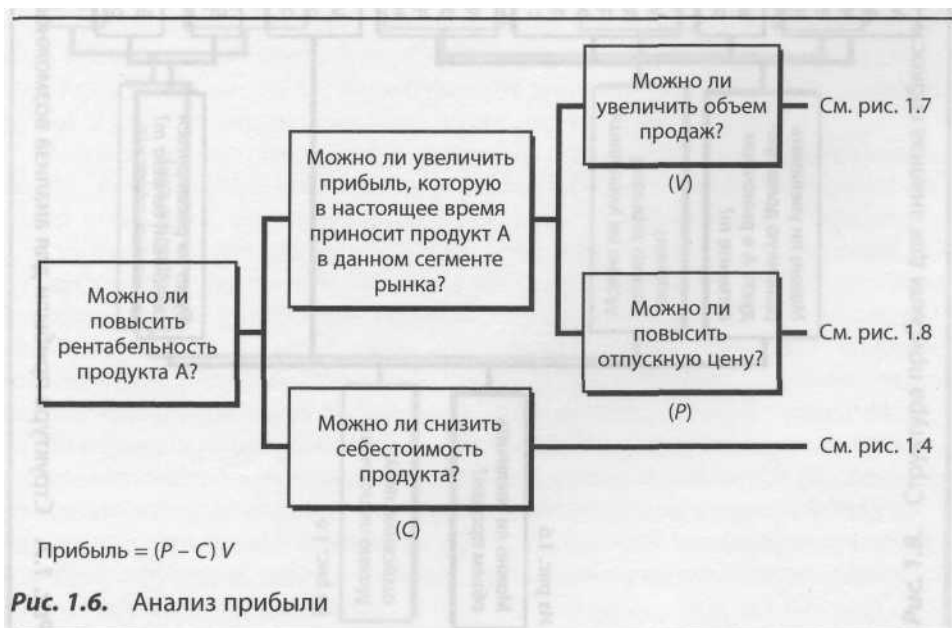 Можно ли
увеличить объем
продаж?
См. рис. 1.7
(V)
Можно ли увеличить
прибыль, которую
в настоящее время
приносит продукт А
в данном сегменте
рынка?
Можно ли
повысить
рентабельность
продукта А?
Можно ли
повысить
отпускную цену?
См. рис. 1.8
(P)
Можно ли снизить
себестоимость
продукта?
См. рис. 1.4
(C)
Прибыль = (P – C) V
Рис. 1.6. Анализ прибыли